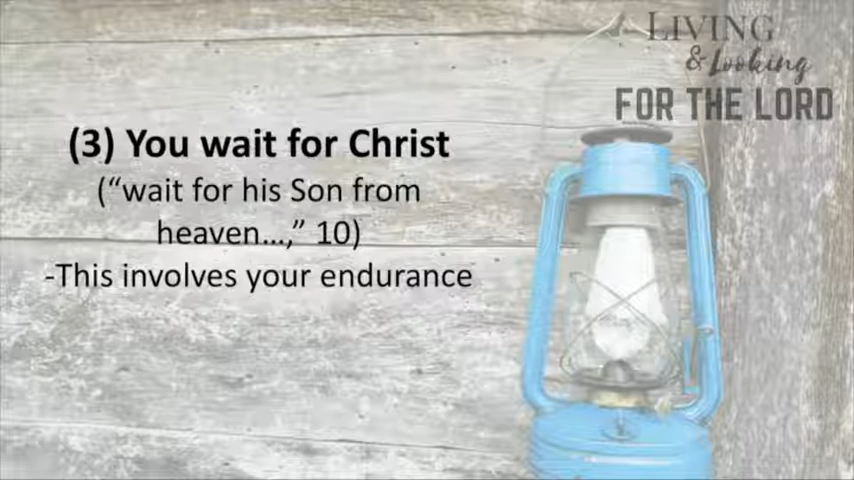 LIVING
& Looking
FOR THE LORD
(3) You wait for Christ
(“wait for his Son from
heaven…,” 10)
-This involves your endurance